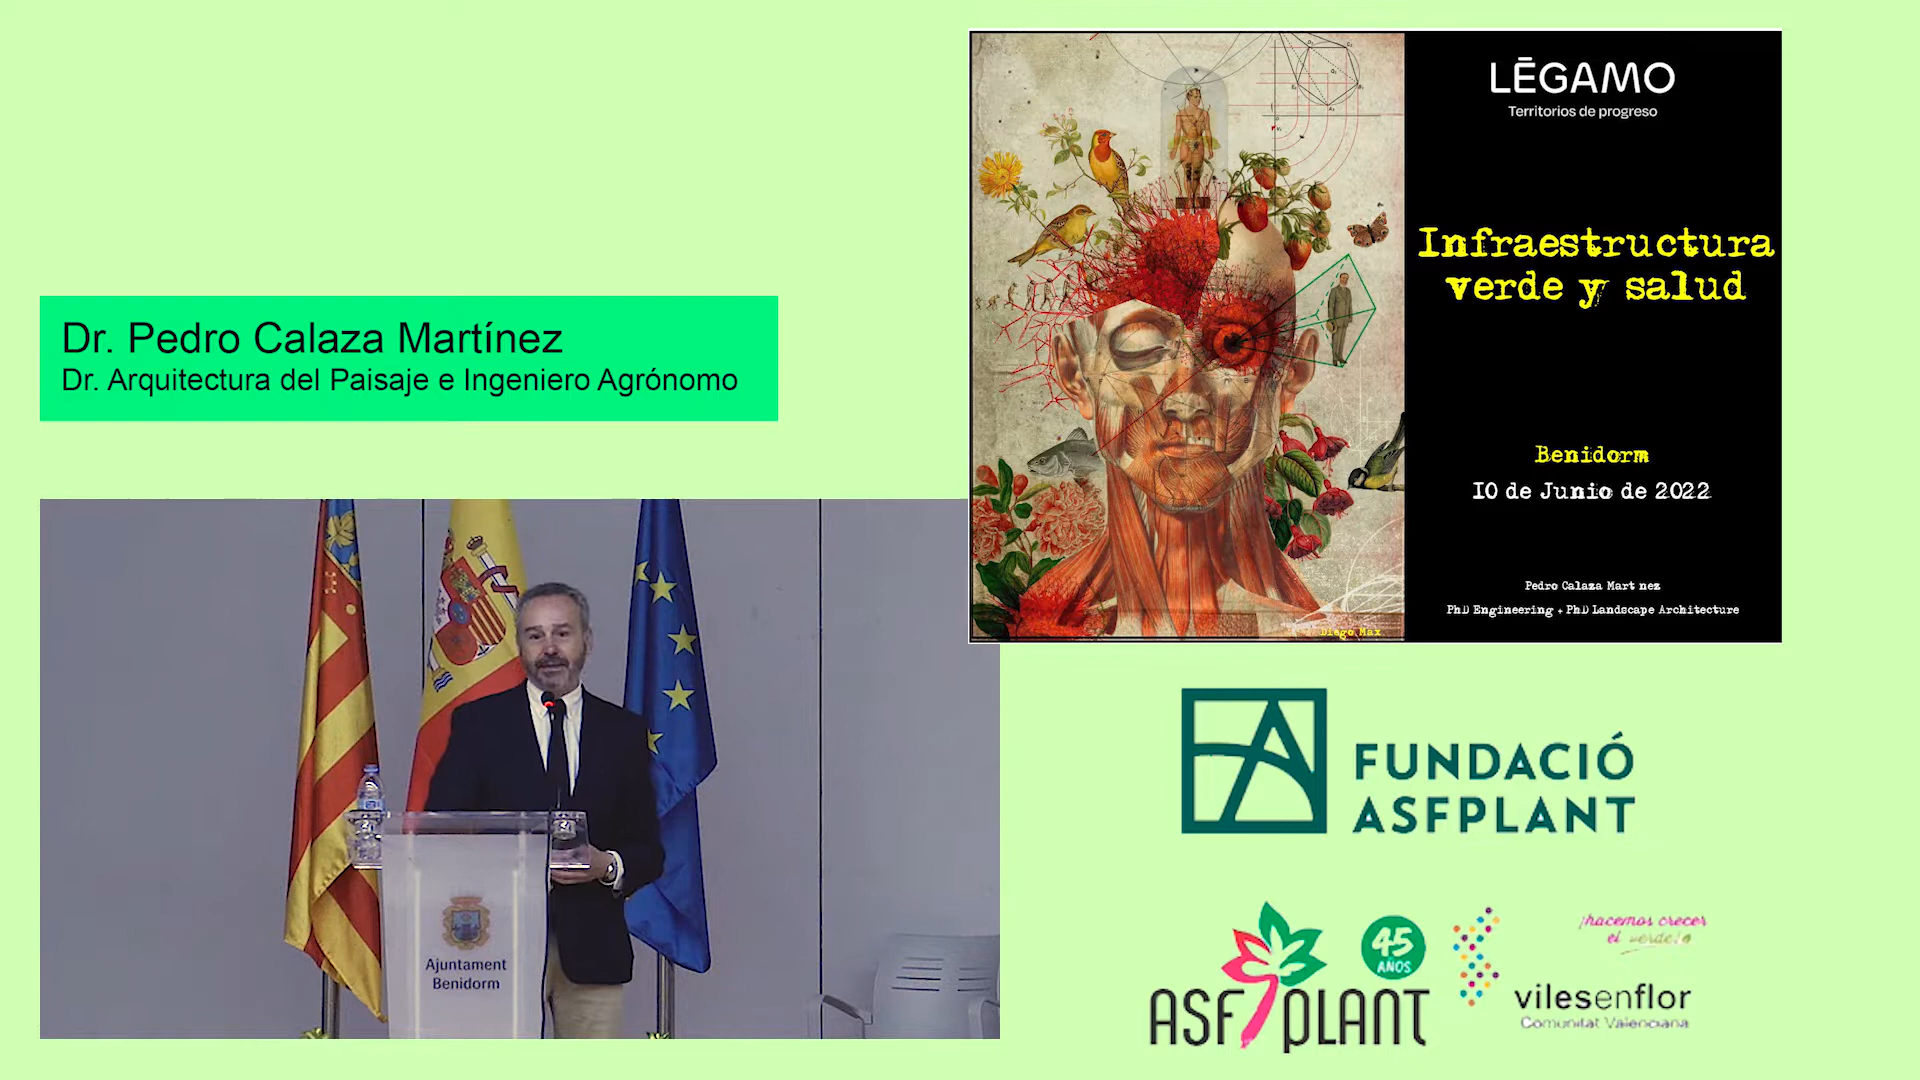 Dr. Pedro Calaza Martínez
Dr. Arquitectura del Paisaje e Ingeniero Agrónomo
LĒGAMO
Territorios de progreso
Infraestructura
verde y salud
Benidorm
10 de Junio de 2022
Pedro Calaza Mart nez
PhD Engineering + PhD Landscape Architecture
Diego Max
Ajuntament
Benidorm
FUNDACIÓ
ASFPLANT
ASFPLANT
45
AÑOS
¡hacemos crecer
el verde!
vilesenflor
Comunitat Valenciana